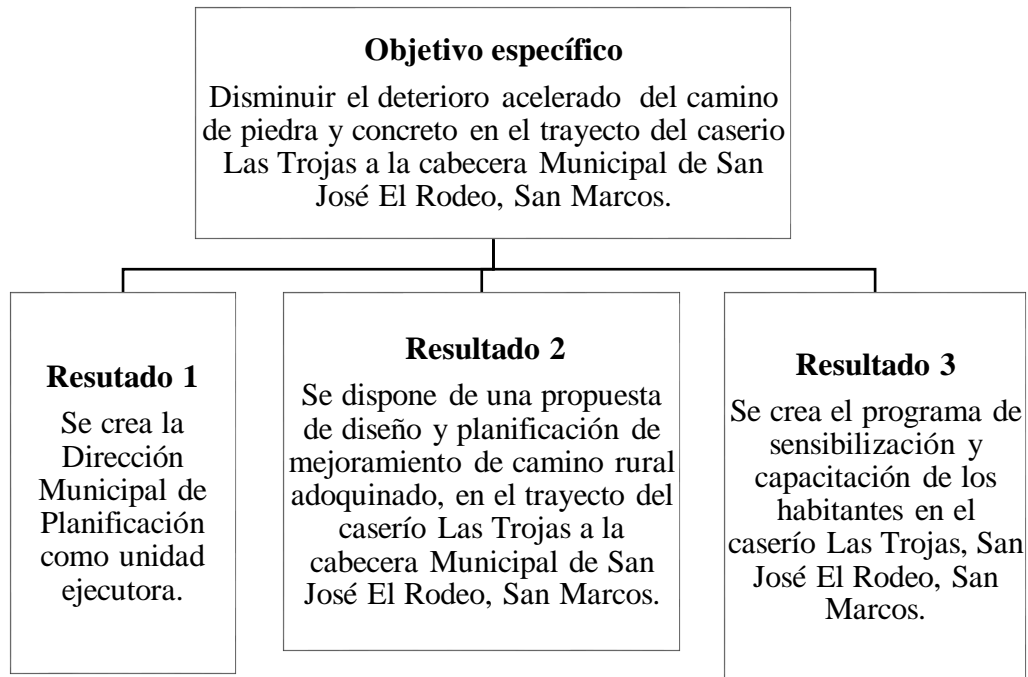 Objetivo específico
Disminuir el deterioro acelerado del camino
de piedra y concreto en el trayecto del caserio
Las Trojas a la cabecera Municipal de San
José El Rodeo, San Marcos.
Resutado 1
Se crea la
Dirección
Municipal de
Planificación
como unidad
ejecutora.
Resultado 2
Se dispone de una propuesta
de diseño y planificación de
mejoramiento de camino rural
adoquinado, en el trayecto del
caserío Las Trojas a la
cabecera Municipal de San
José El Rodeo, San Marcos.
Resultado 3
Se crea el programa de
sensibilización y
capacitación de los
habitantes en el
caserío Las Trojas, San
José El Rodeo, San
Marcos.